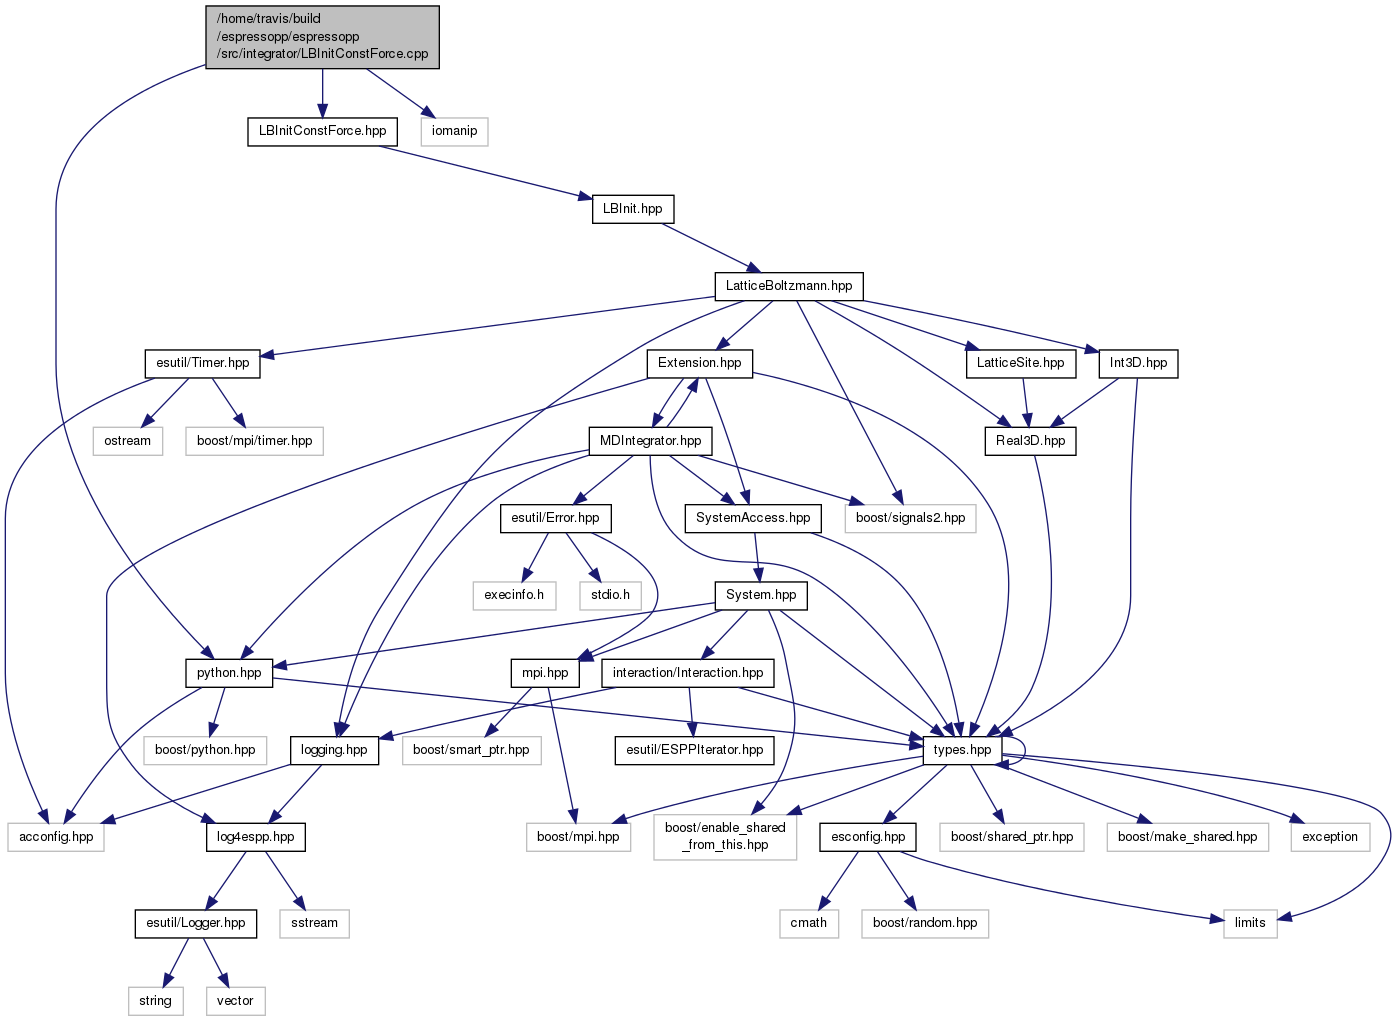 /home/travis/build
/espressopp/espressopp
/src/integrator/LBInitConstForce.cpp
LBInitConstForce.hpp
iomanip
LBInit.hpp
LatticeBoltzmann.hpp
esutil/Timer.hpp
Extension.hpp
LatticeSite.hpp
Int3D.hpp
ostream
boost/mpi/timer.hpp
MDIntegrator.hpp
Real3D.hpp
esutil/Error.hpp
SystemAccess.hpp
boost/signals2.hpp
execinfo.h
stdio.h
System.hpp
python.hpp
mpi.hpp
interaction/Interaction.hpp
boost/python.hpp
logging.hpp
boost/smart_ptr.hpp
esutil/ESPPIterator.hpp
types.hpp
acconfig.hpp
log4espp.hpp
boost/mpi.hpp
boost/enable_shared
_from_this.hpp
esconfig.hpp
boost/shared_ptr.hpp
boost/make_shared.hpp
exception
esutil/Logger.hpp
sstream
cmath
boost/random.hpp
limits
string
vector